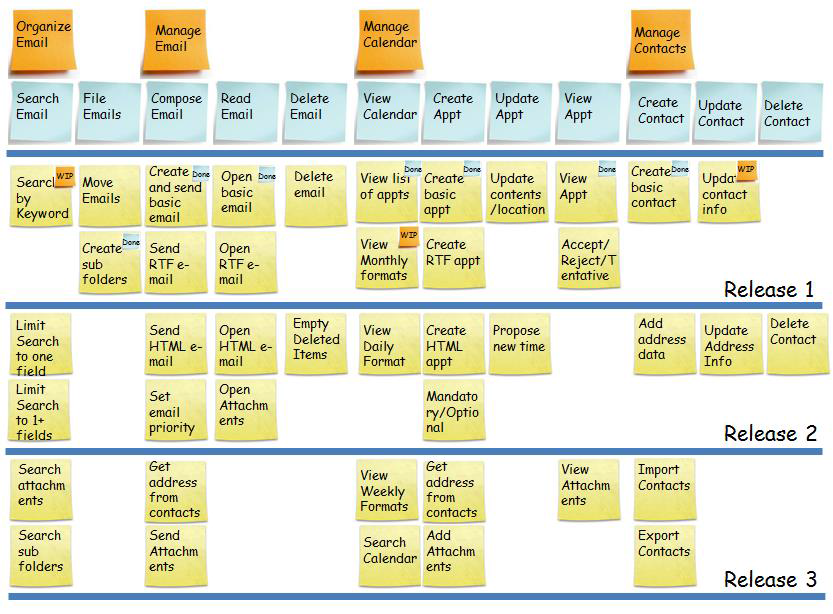 Organize
Email
Manage
Email
Manage
Calendar
Manage
Contacts
Search
Email
File
Emails
Compose
Email
Read
Email
Delete
Email
View
Calendar
Create
Appt
Update
Appt
View
Appt
Create
Contact
Update
Contact
Delete
Contact
Search
by
Keyword
WIP
Move
Emails
Create
and send
basic
email
Done
Open
basic
email
Done
Delete
email
View list
of appts
Done
Create
basic
appt
Done
Update
contents
/location
View
Appt
Done
Create
basic
contact
Done
Update
contact
info
WIP
Create
sub
folders
Done
Send
RTF e-
mail
Open
RTF e-
mail
View
Monthly
formats
WIP
Create
RTF appt
Accept/
Reject/T
entative
Release 1
Limit
Search
to one
field
Send
HTML e-
mail
Open
HTML e-
mail
Empty
Deleted
Items
View
Daily
Format
Create
HTML
appt
Propose
new time
Add
address
data
Update
Address
Info
Delete
Contact
Limit
Search
to 1+
fields
Set
email
priority
Open
Attachm
ents
Mandato
ry/Optio
nal
Release 2
Search
attachm
ents
Get
address
from
contacts
View
Weekly
Formats
Get
address
from
contacts
View
Attachm
ents
Import
Contacts
Search
sub
folders
Send
Attachm
ents
Search
Calendar
Add
Attachm
ents
Export
Contacts
Release 3